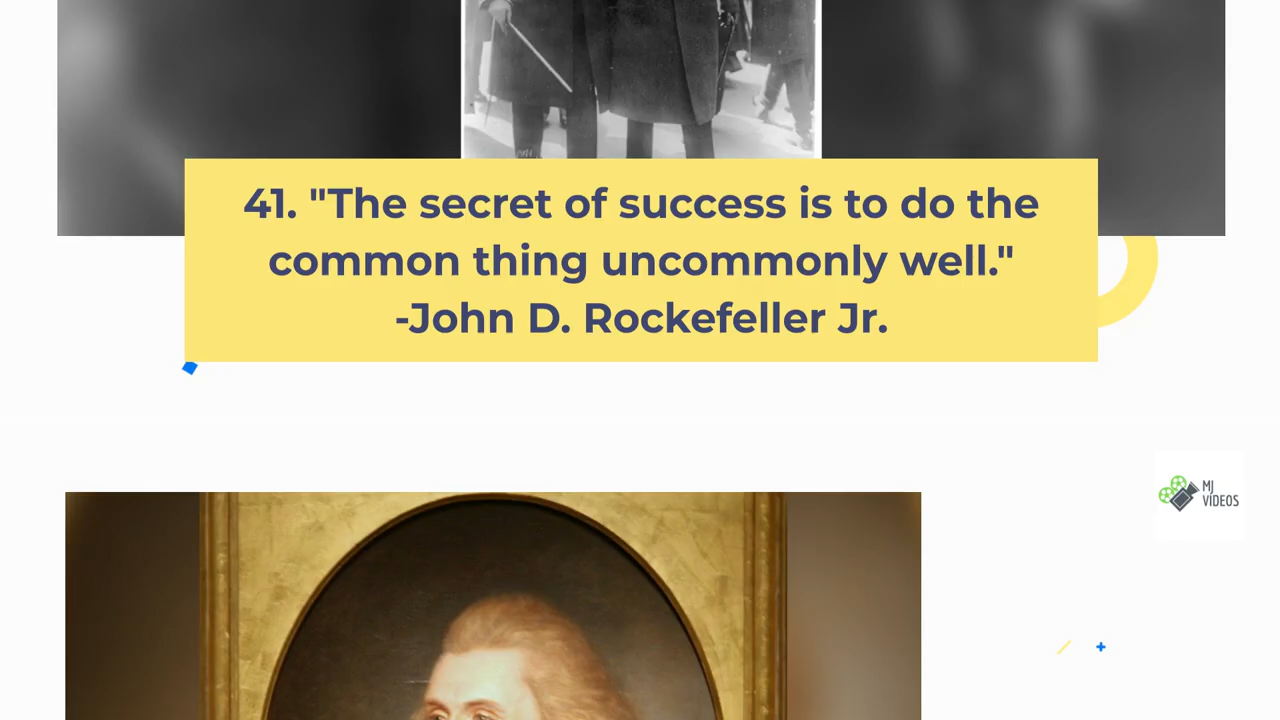 41. "The secret of success is to do the
common thing uncommonly well."
-John D. Rockefeller Jr.
MJ
VIDEOS